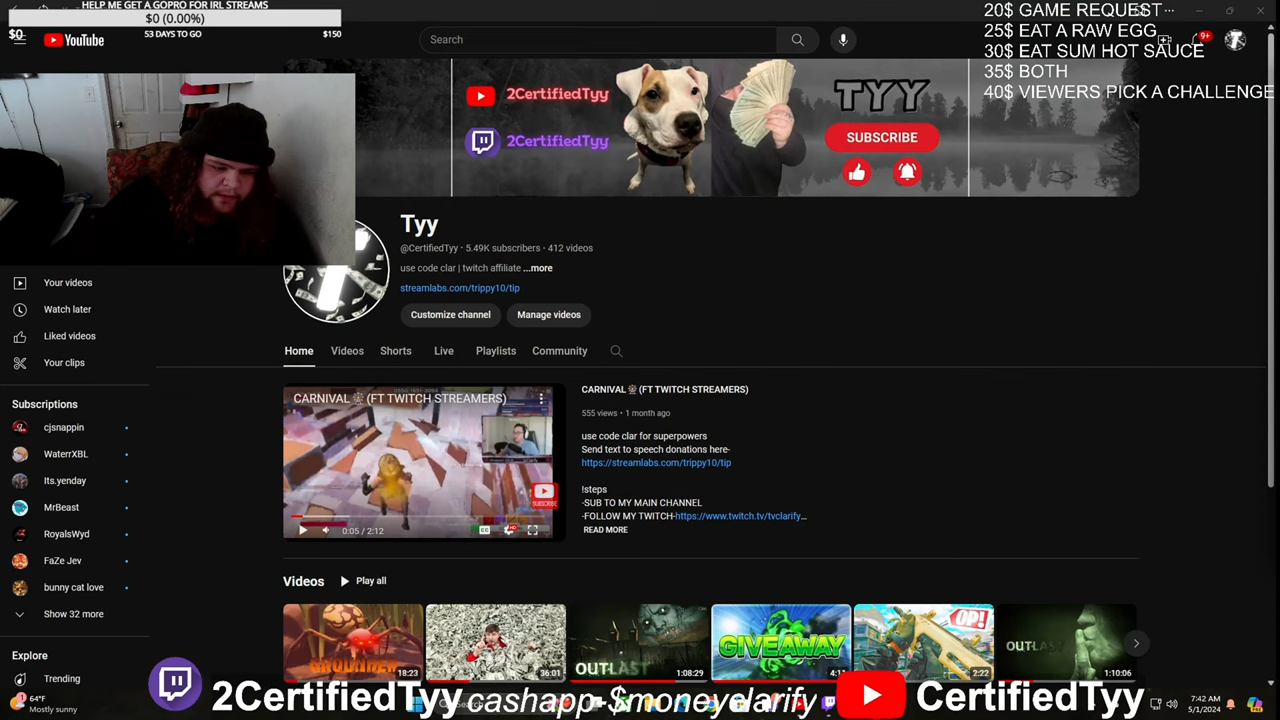 HELP ME GET A GOPRO FOR IRL STREAMS
$0 (0.00%)
$0
53 DAYS TO GO
$150
20$ GAME REQUEST
25$ EAT A RAW EGG
30$ EAT SUM HOT SAUCE
35$ BOTH
40$ VIEWERS PICK A CHALLENGE
YouTube
Search
9+
2CertifiedTyy
2CertifiedTyy
TYY
SUBSCRIBE
Tyy
@CertifiedTyy • 5.49K subscribers • 412 videos
use code clar | twitch affiliate ...more
streamlabs.com/trippy10/tip
Customize channel
Manage videos
Home
Videos
Shorts
Live
Playlists
Community
Your videos
Watch later
Liked videos
Your clips
Subscriptions
cjsnappin
WaterrXBL
Its.yenday
MrBeast
RoyalsWyd
FaZe Jev
bunny cat love
Show 32 more
Explore
Trending
CARNIVAL🎡(FT TWITCH STREAMERS)
SUBSCRIBE
0:05 / 2:12
CC
HD
CARNIVAL🎡(FT TWITCH STREAMERS)
555 views • 1 month ago
use code clar for superpowers
Send text to speech donations here-
https://streamlabs.com/trippy10/tip
!steps
-SUB TO MY MAIN CHANNEL
-FOLLOW MY TWITCH-https://www.twitch.tv/tvclarify...
READ MORE
Videos
Play all
GROUNDED
18:23
36:01
OUTLAST
1:08:29
GIVEAWAY
4:11
OP!
2:22
OUTLAST
1:10:06
2CertifiedTyy
cashapp-$moneyclarify
CertifiedTyy
64°F
Mostly sunny
7:42 AM
5/1/2024